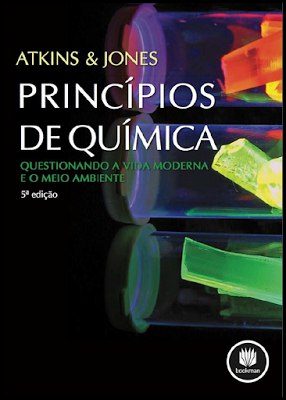 ATKINS & JONES
PRINCÍPIOS
DE QUÍMICA
QUESTIONANDO A VIDA MODERNA
E O MEIO AMBIENTE
5ª edição
bookman